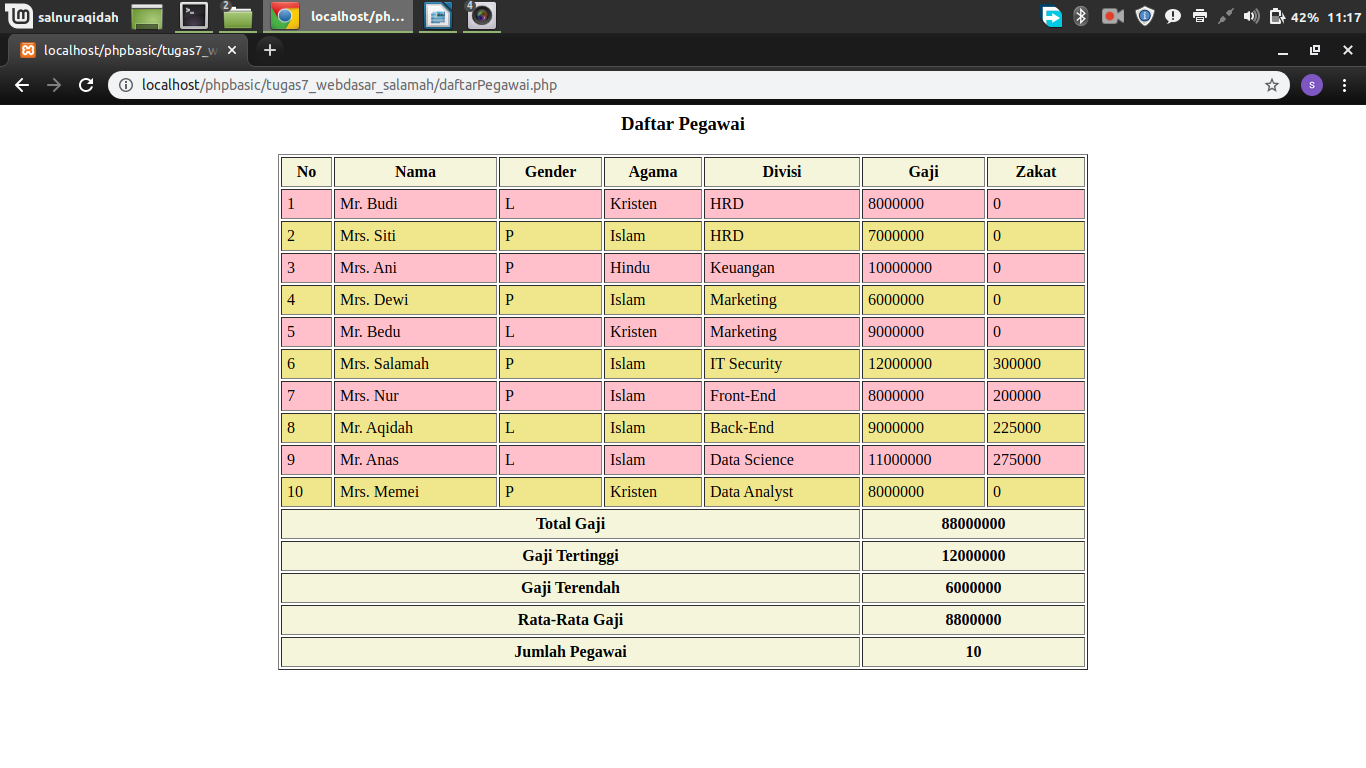 salnuraqidah 2 localhost/ph... 4 42% 11:17
localhost/phpbasic/tugas7_w
localhost/phpbasic/tugas7_webdasar_salamah/daftarPegawai.php s
Daftar Pegawai
No Nama Gender Agama Divisi Gaji Zakat
1 Mr. Budi L Kristen HRD 8000000 0
2 Mrs. Siti P Islam HRD 7000000 0
3 Mrs. Ani P Hindu Keuangan 10000000 0
4 Mrs. Dewi P Islam Marketing 6000000 0
5 Mr. Bedu L Kristen Marketing 9000000 0
6 Mrs. Salamah P Islam IT Security 12000000 300000
7 Mrs. Nur P Islam Front-End 8000000 200000
8 Mr. Aqidah L Islam Back-End 9000000 225000
9 Mr. Anas L Islam Data Science 11000000 275000
10 Mrs. Memei P Kristen Data Analyst 8000000 0
Total Gaji 88000000
Gaji Tertinggi 12000000
Gaji Terendah 6000000
Rata-Rata Gaji 8800000
Jumlah Pegawai 10